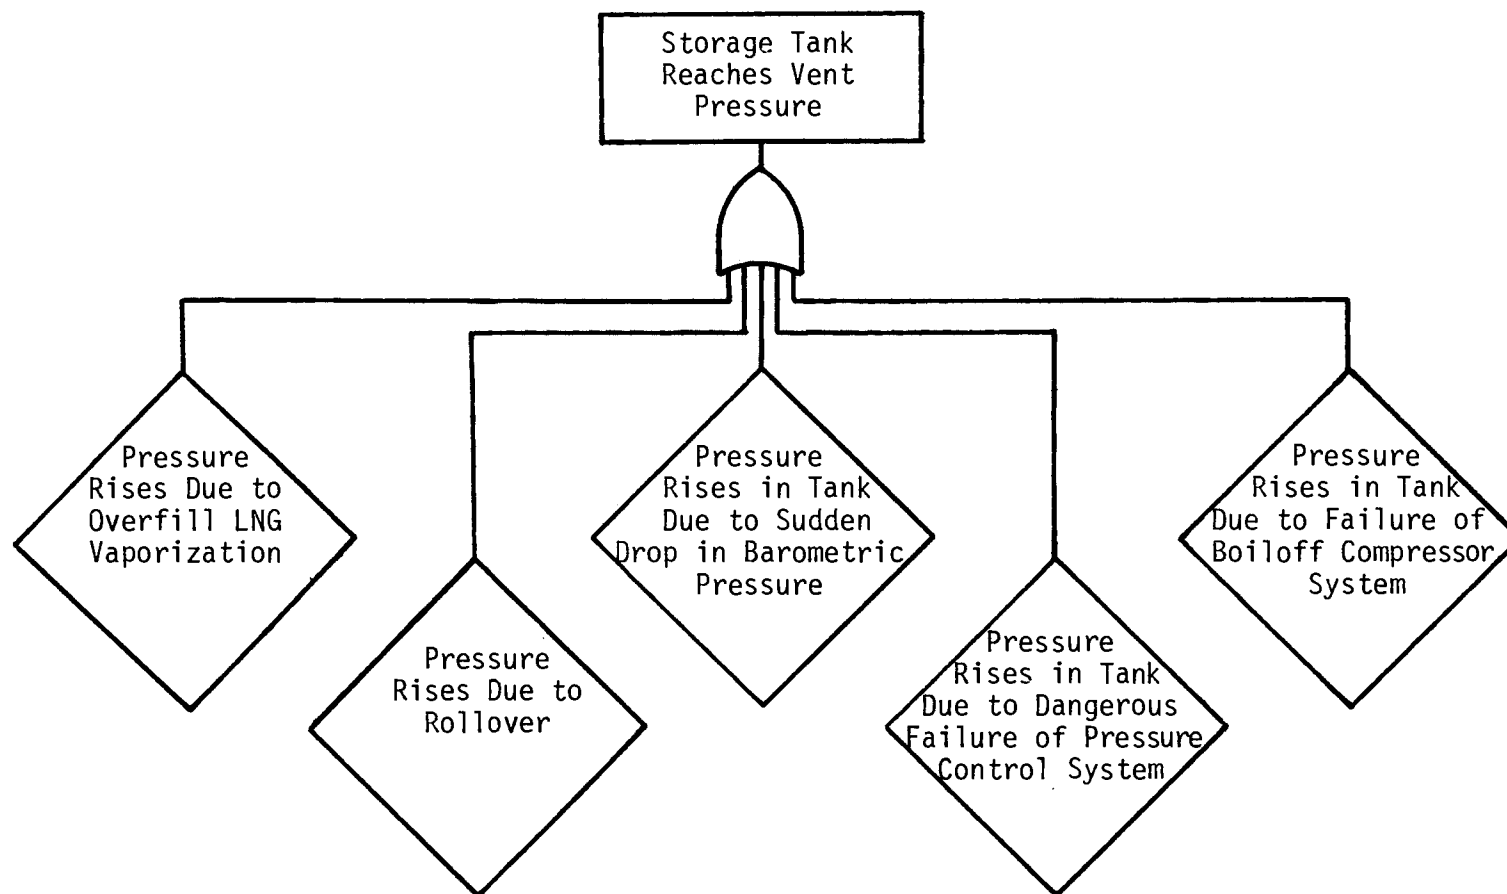 Storage Tank
Reaches Vent
Pressure
Pressure
Rises Due to
Overfill LNG
Vaporization
Pressure
Rises Due to
Rollover
Pressure
Rises in Tank
Due to Sudden
Drop in Barometric
Pressure
Pressure
Rises in Tank
Due to Dangerous
Failure of Pressure
Control System
Pressure
Rises in Tank
Due to Failure of
Boiloff Compressor
System